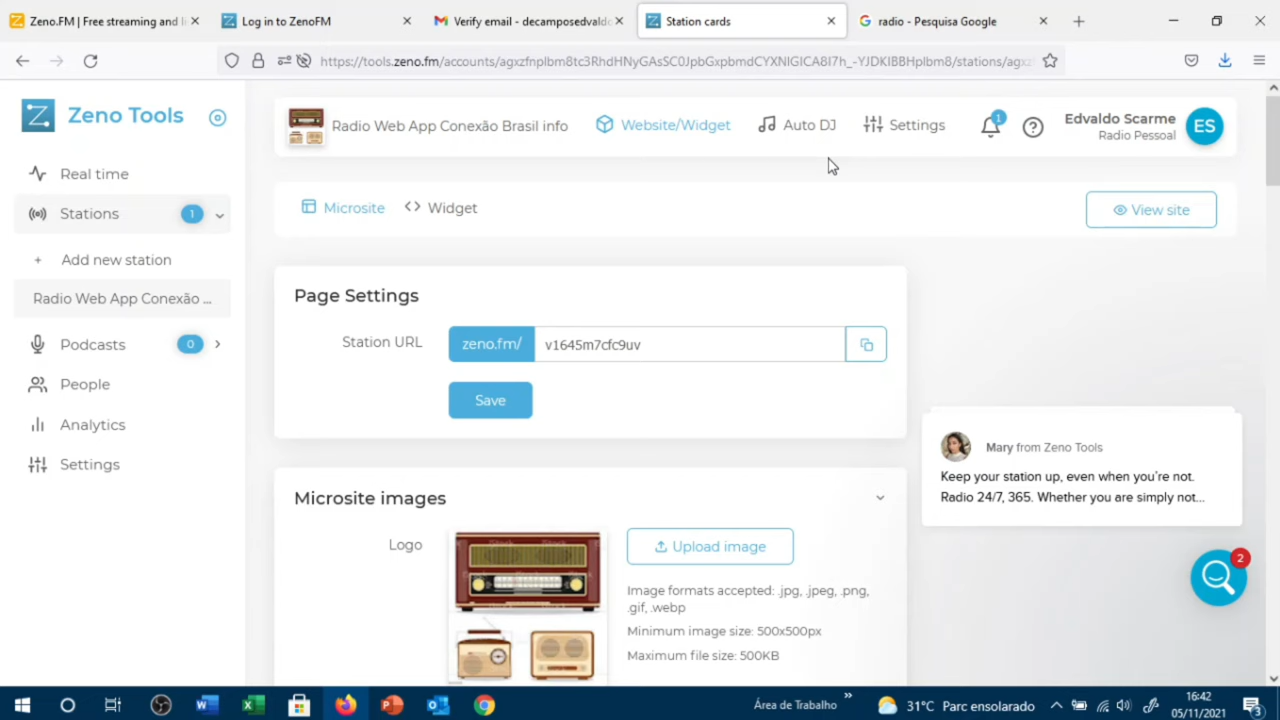 Zeno.FM | Free streaming and l
Log in to ZenoFM
Verify email - decamposedvaldo
Station cards
radio - Pesquisa Google
https://tools.zeno.fm/accounts/agxzfnplbm8tc3RhdHNyGAsSC0JpbGxpbmdCYXNlGICA8I7h_-YJDKIBBHplbm8/stations/agxz
Zeno Tools
Radio Web App Conexão Brasil info
Website/Widget
Auto DJ
Settings
1
Edvaldo Scarme
Radio Pessoal
ES
Real time
Stations 1
+ Add new station
Radio Web App Conexão ...
Podcasts 0
People
Analytics
Settings
Microsite
Widget
View site
Page Settings
Station URL
zeno.fm/ v1645m7cfc9uv
Save
Microsite images
Logo
Upload image
Image formats accepted: .jpg, .jpeg, .png,
.gif, .webp
Minimum image size: 500x500px
Maximum file size: 500KB
Mary from Zeno Tools
Keep your station up, even when you're not.
Radio 24/7, 365. Whether you are simply not...
2
Área de Trabalho
31°C Parc ensolarado
16:42
05/11/2021
3